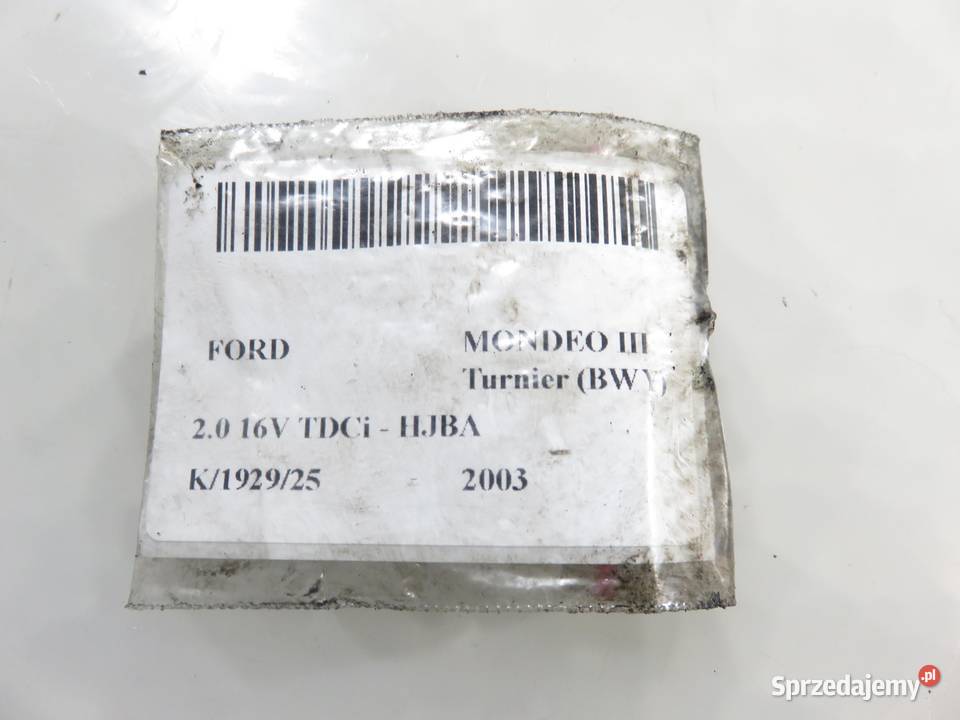 FORD MONDEO III
Turnier (BWY)
2.0 16V TDCi - HJBA
K/1929/25 2003
Sprzedajemy.pl